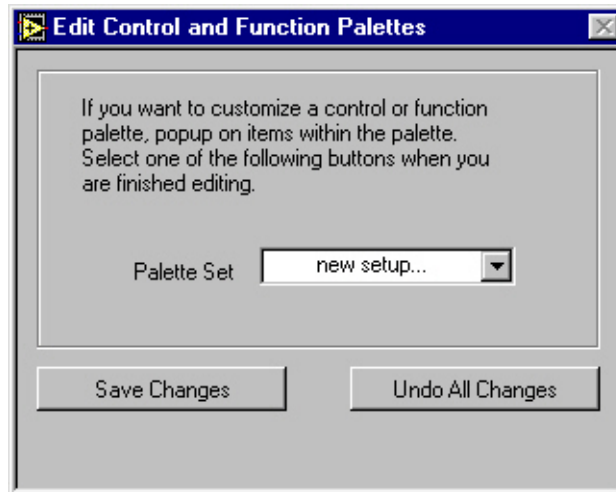 Edit Control and Function Palettes
If you want to customize a control or function
palette, popup on items within the palette.
Select one of the following buttons when you
are finished editing.
Palette Set
new setup...
Save Changes
Undo All Changes